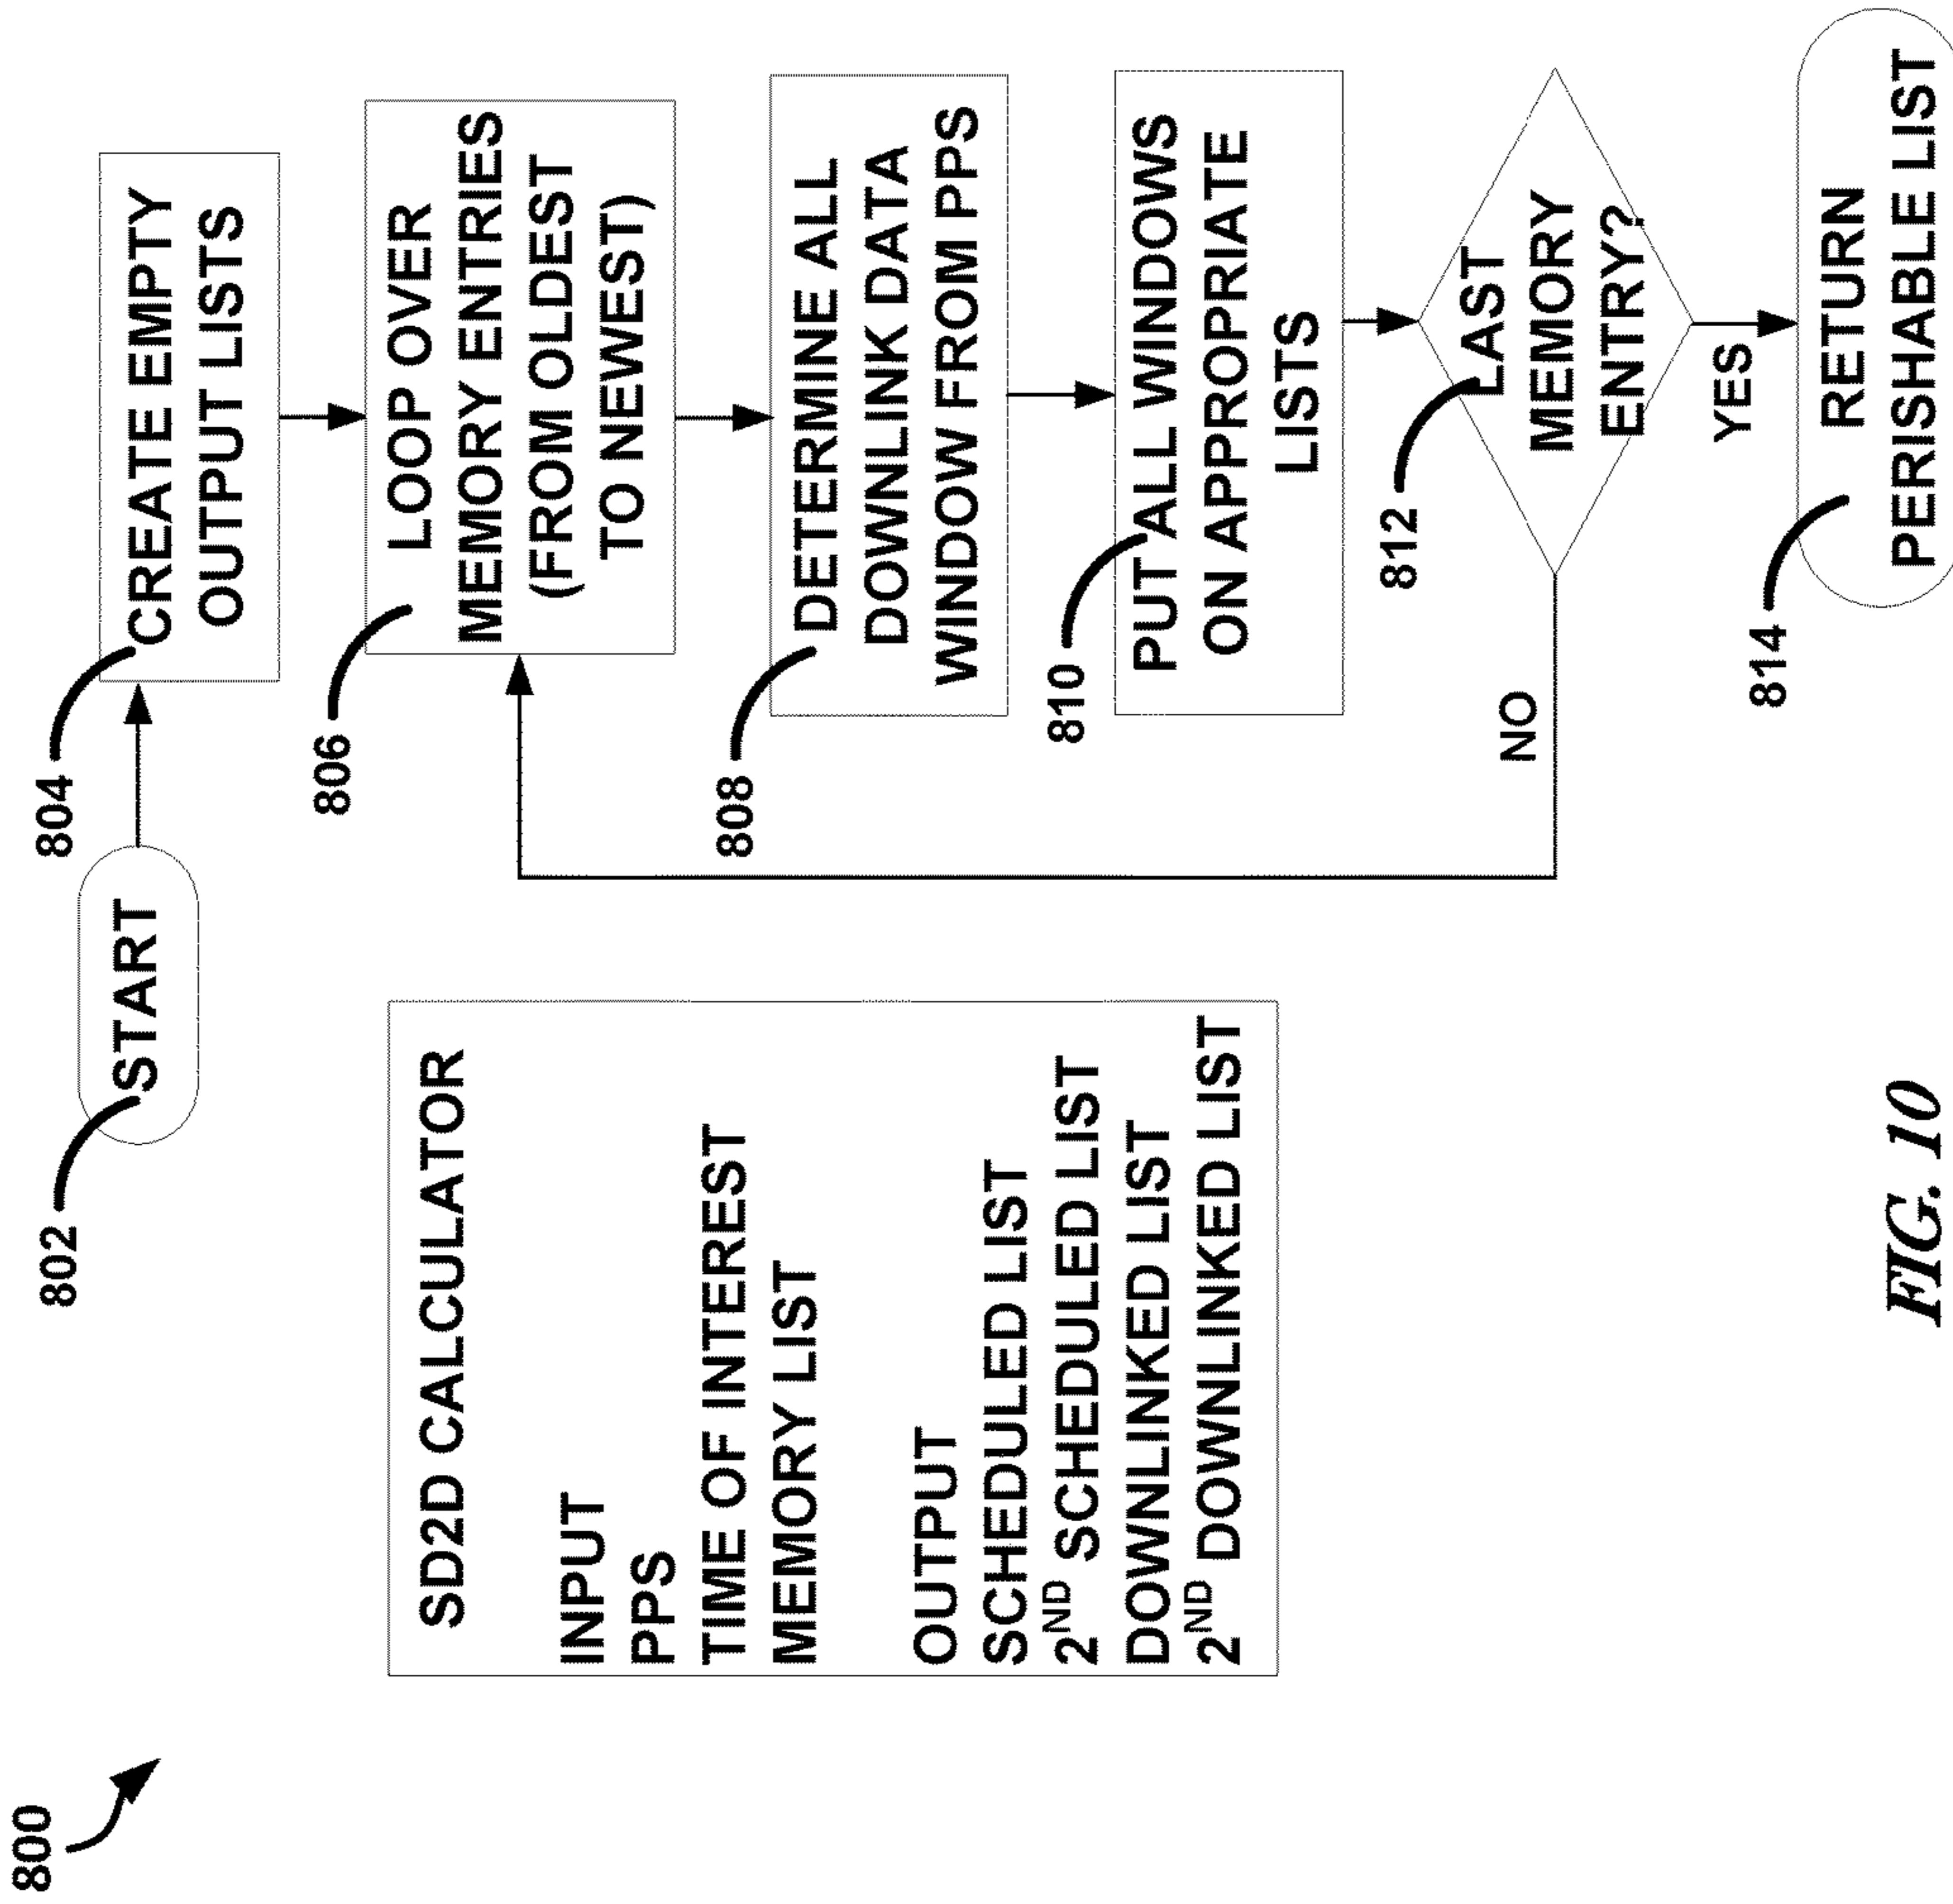 800
802
START
804
CREATE EMPTY
OUTPUT LISTS
806
LOOP OVER
MEMORY ENTRIES
(FROM OLDEST
TO NEWEST)
808
DETERMINE ALL
DOWNLINK DATA
WINDOW FROM PPS
810
PUT ALL WINDOWS
ON APPROPRIATE
LISTS
812
LAST
MEMORY
ENTRY?
NO
YES
814
RETURN
PERISHABLE LIST
SD2D CALCULATOR
INPUT
PPS
TIME OF INTEREST
MEMORY LIST
OUTPUT
SCHEDULED LIST
2ND SCHEDULED LIST
DOWNLINKED LIST
2ND DOWNLINKED LIST
FIG. 10